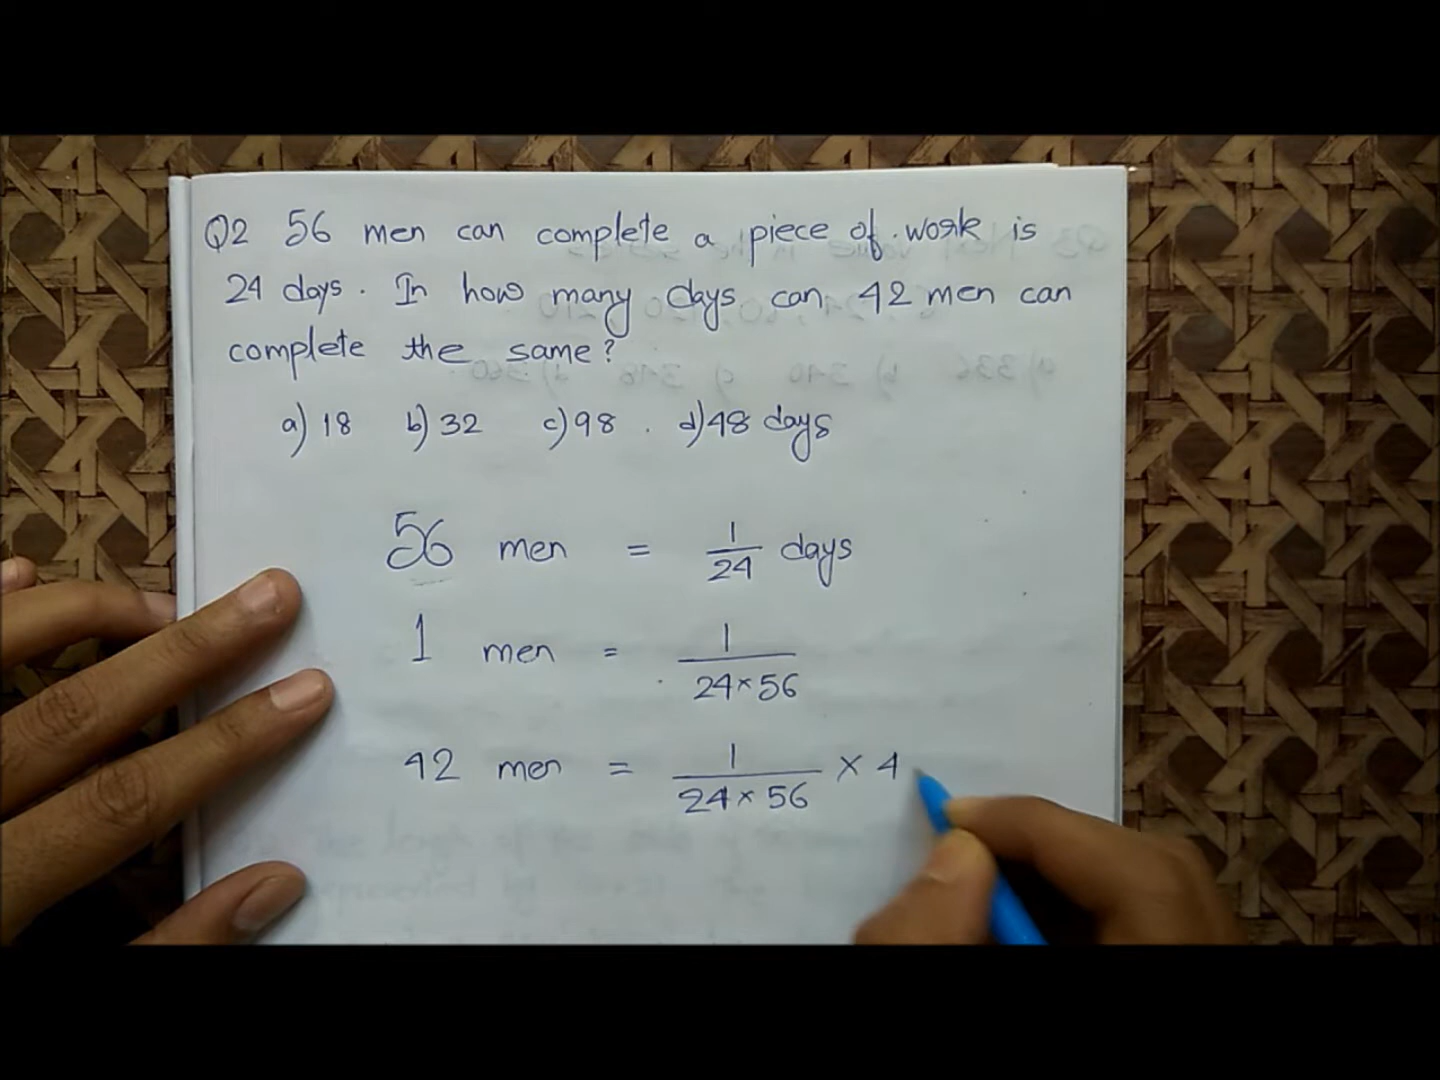 Q2 56 men can complete a piece of work is
24 days. In how many days can 42 men can
complete the same?
a) 18 b) 32 c) 98 d) 48 days
56 men = 1/24 days
1 men = 1/24×56
42 men = 1/24×56 × 4